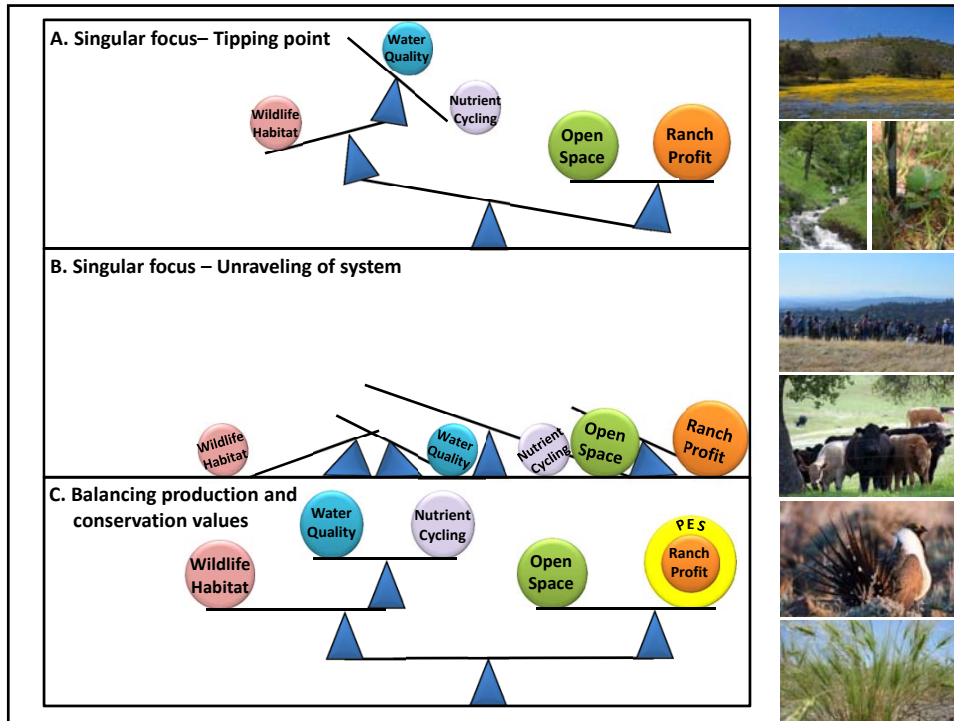 A. Singular focus– Tipping point
Water
Quality
Nutrient
Cycling
Wildlife
Habitat
Open
Space
Ranch
Profit
B. Singular focus – Unraveling of system
Wildlife
Habitat
Water
Quality
Nutrient
Cycling
Open
Space
Ranch
Profit
C. Balancing production and
conservation values
Water
Quality
Nutrient
Cycling
Wildlife
Habitat
Open
Space
PES
Ranch
Profit